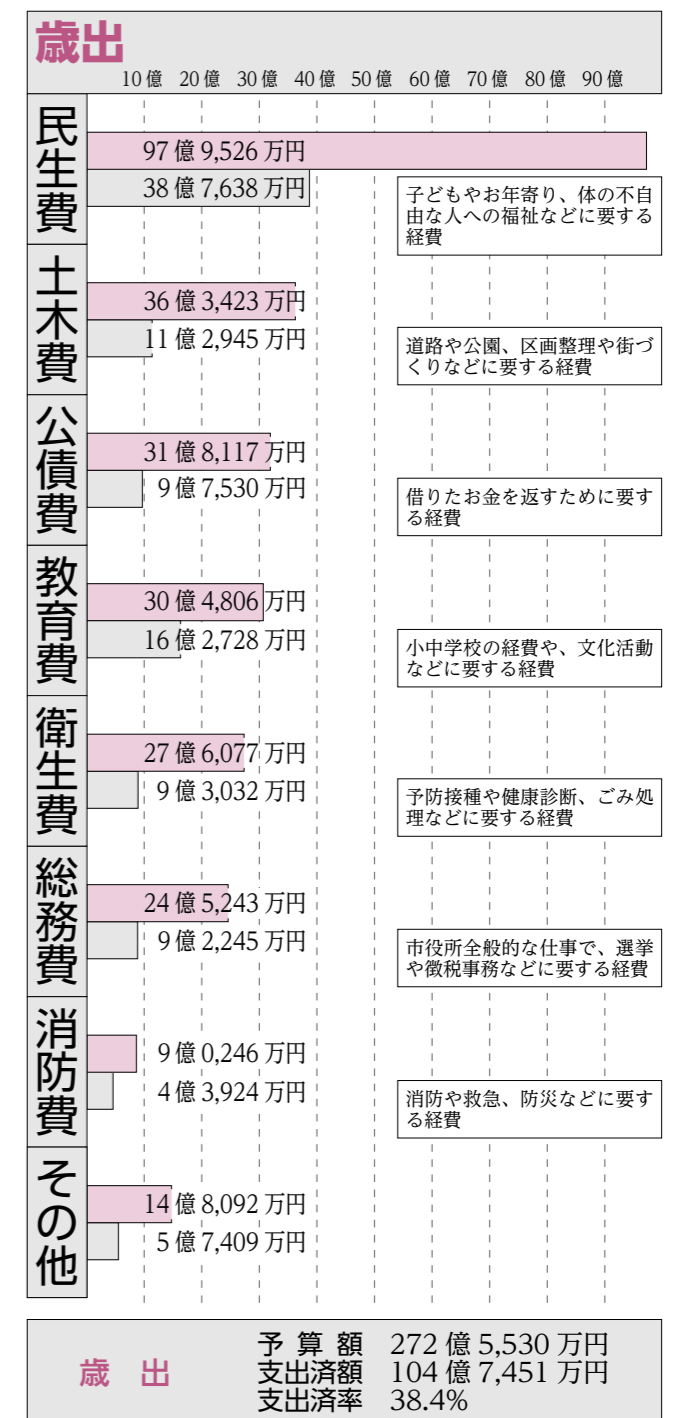 歳出
10億 20億 30億 40億 50億 60億 70億 80億 90億
民生費
97億9,526万円
38億7,638万円
子どもやお年寄り、体の不自
由な人への福祉などに要する
経費
土木費
36億3,423万円
11億2,945万円
道路や公園、区画整理や街づ
くりなどに要する経費
公債費
31億8,117万円
9億7,530万円
借りたお金を返すために要す
る経費
教育費
30億4,806万円
16億2,728万円
小中学校の経費や、文化活動
などに要する経費
衛生費
27億6,077万円
9億3,032万円
予防接種や健康診断、ごみ処
理などに要する経費
総務費
24億5,243万円
9億2,245万円
市役所全般的な仕事で、選挙
や徴税事務などに要する経費
消防費
9億0,246万円
4億3,924万円
消防や救急、防災などに要す
る経費
その他
14億8,092万円
5億7,409万円
歳出
予算額 272億5,530万円
支出済額 104億7,451万円
支出済率 38.4%